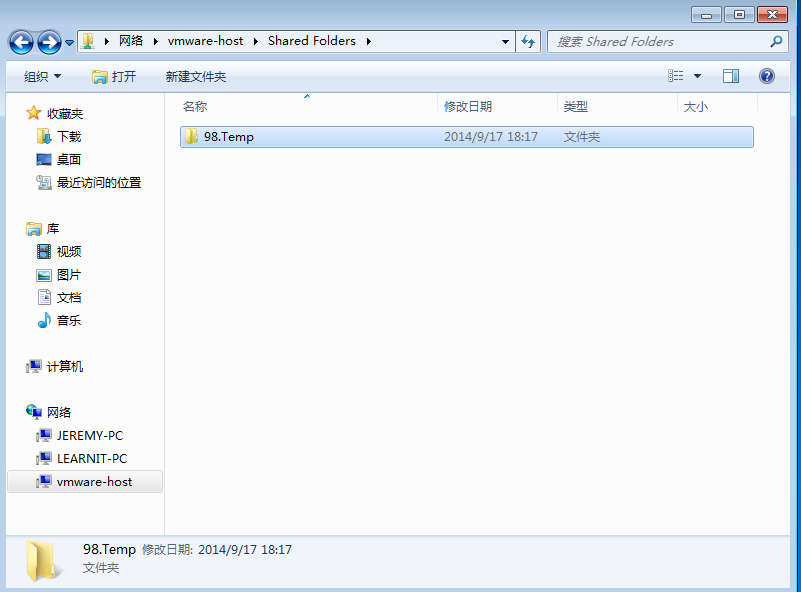 网络 vmware-host Shared Folders 搜索 Shared Folders
组织 打开 新建文件夹
收藏夹
下载
桌面
最近访问的位置
库
视频
图片
文档
音乐
计算机
网络
JEREMY-PC
LEARNIT-PC
vmware-host
名称 修改日期 类型 大小
98.Temp 2014/9/17 18:17 文件夹
98.Temp 修改日期: 2014/9/17 18:17
文件夹